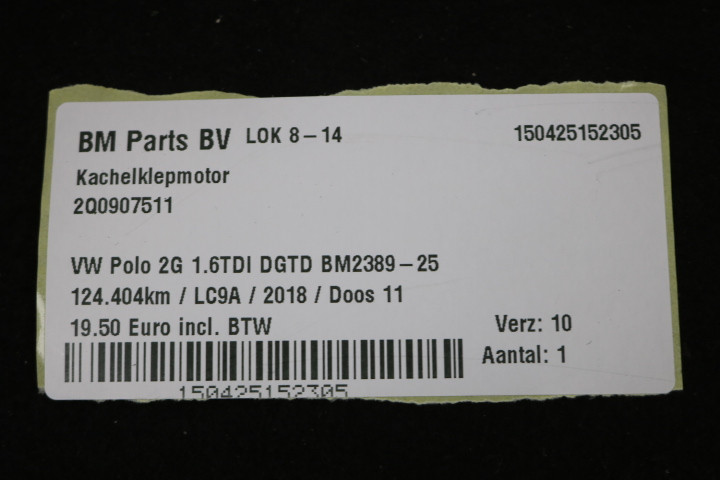 BM Parts BV LOK 8-14 150425152305
Kachelklepmotor
2Q0907511
VW Polo 2G 1.6TDI DGTD BM2389-25
124.404km / LC9A / 2018 / Doos 11
19.50 Euro incl. BTW Verz: 10
Aantal: 1
150425152305